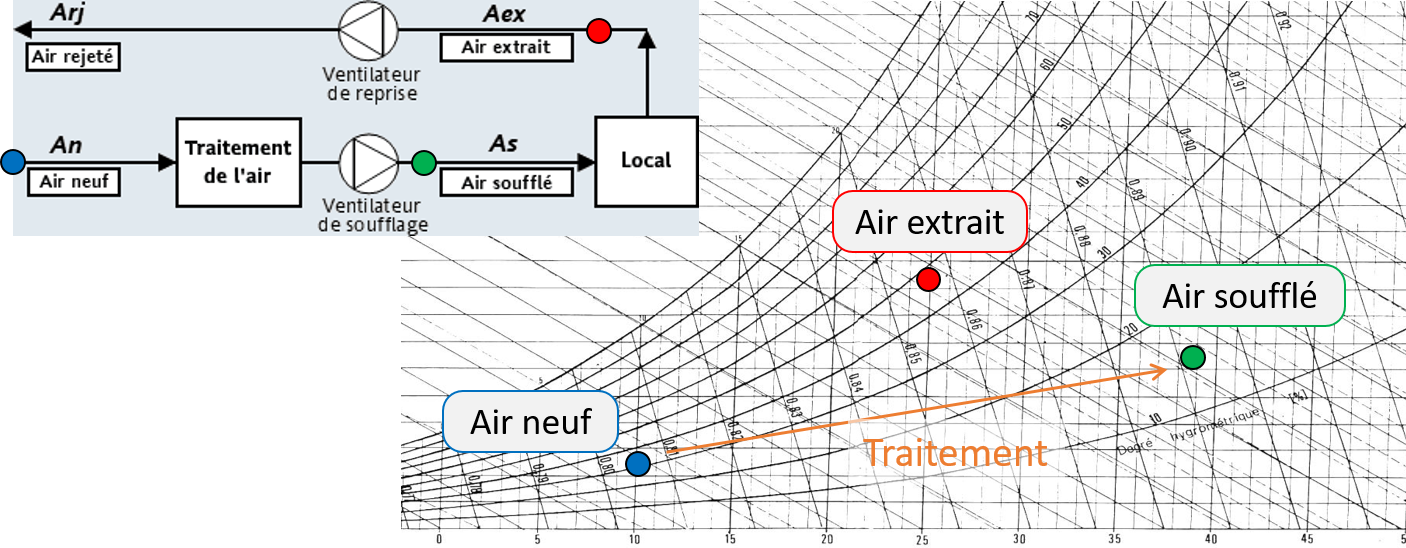 Arj
Aex
Air rejeté
Air extrait
Ventilateur
de reprise
An
Traitement
de l'air
As
Local
Air neuf
Air soufflé
Ventilateur
de soufflage
Air extrait
Air soufflé
Air neuf
Traitement
Degré hygrométrique [%]
70
60
50
40
30
20
10
0.92
0.91
0.90
0.89
0.88
0.87
0.86
0.85
0.84
0.83
0.82
0.81
0.80
0.79
0.78
20
15
10
5
0
5
10
15
20
25
30
35
40
45